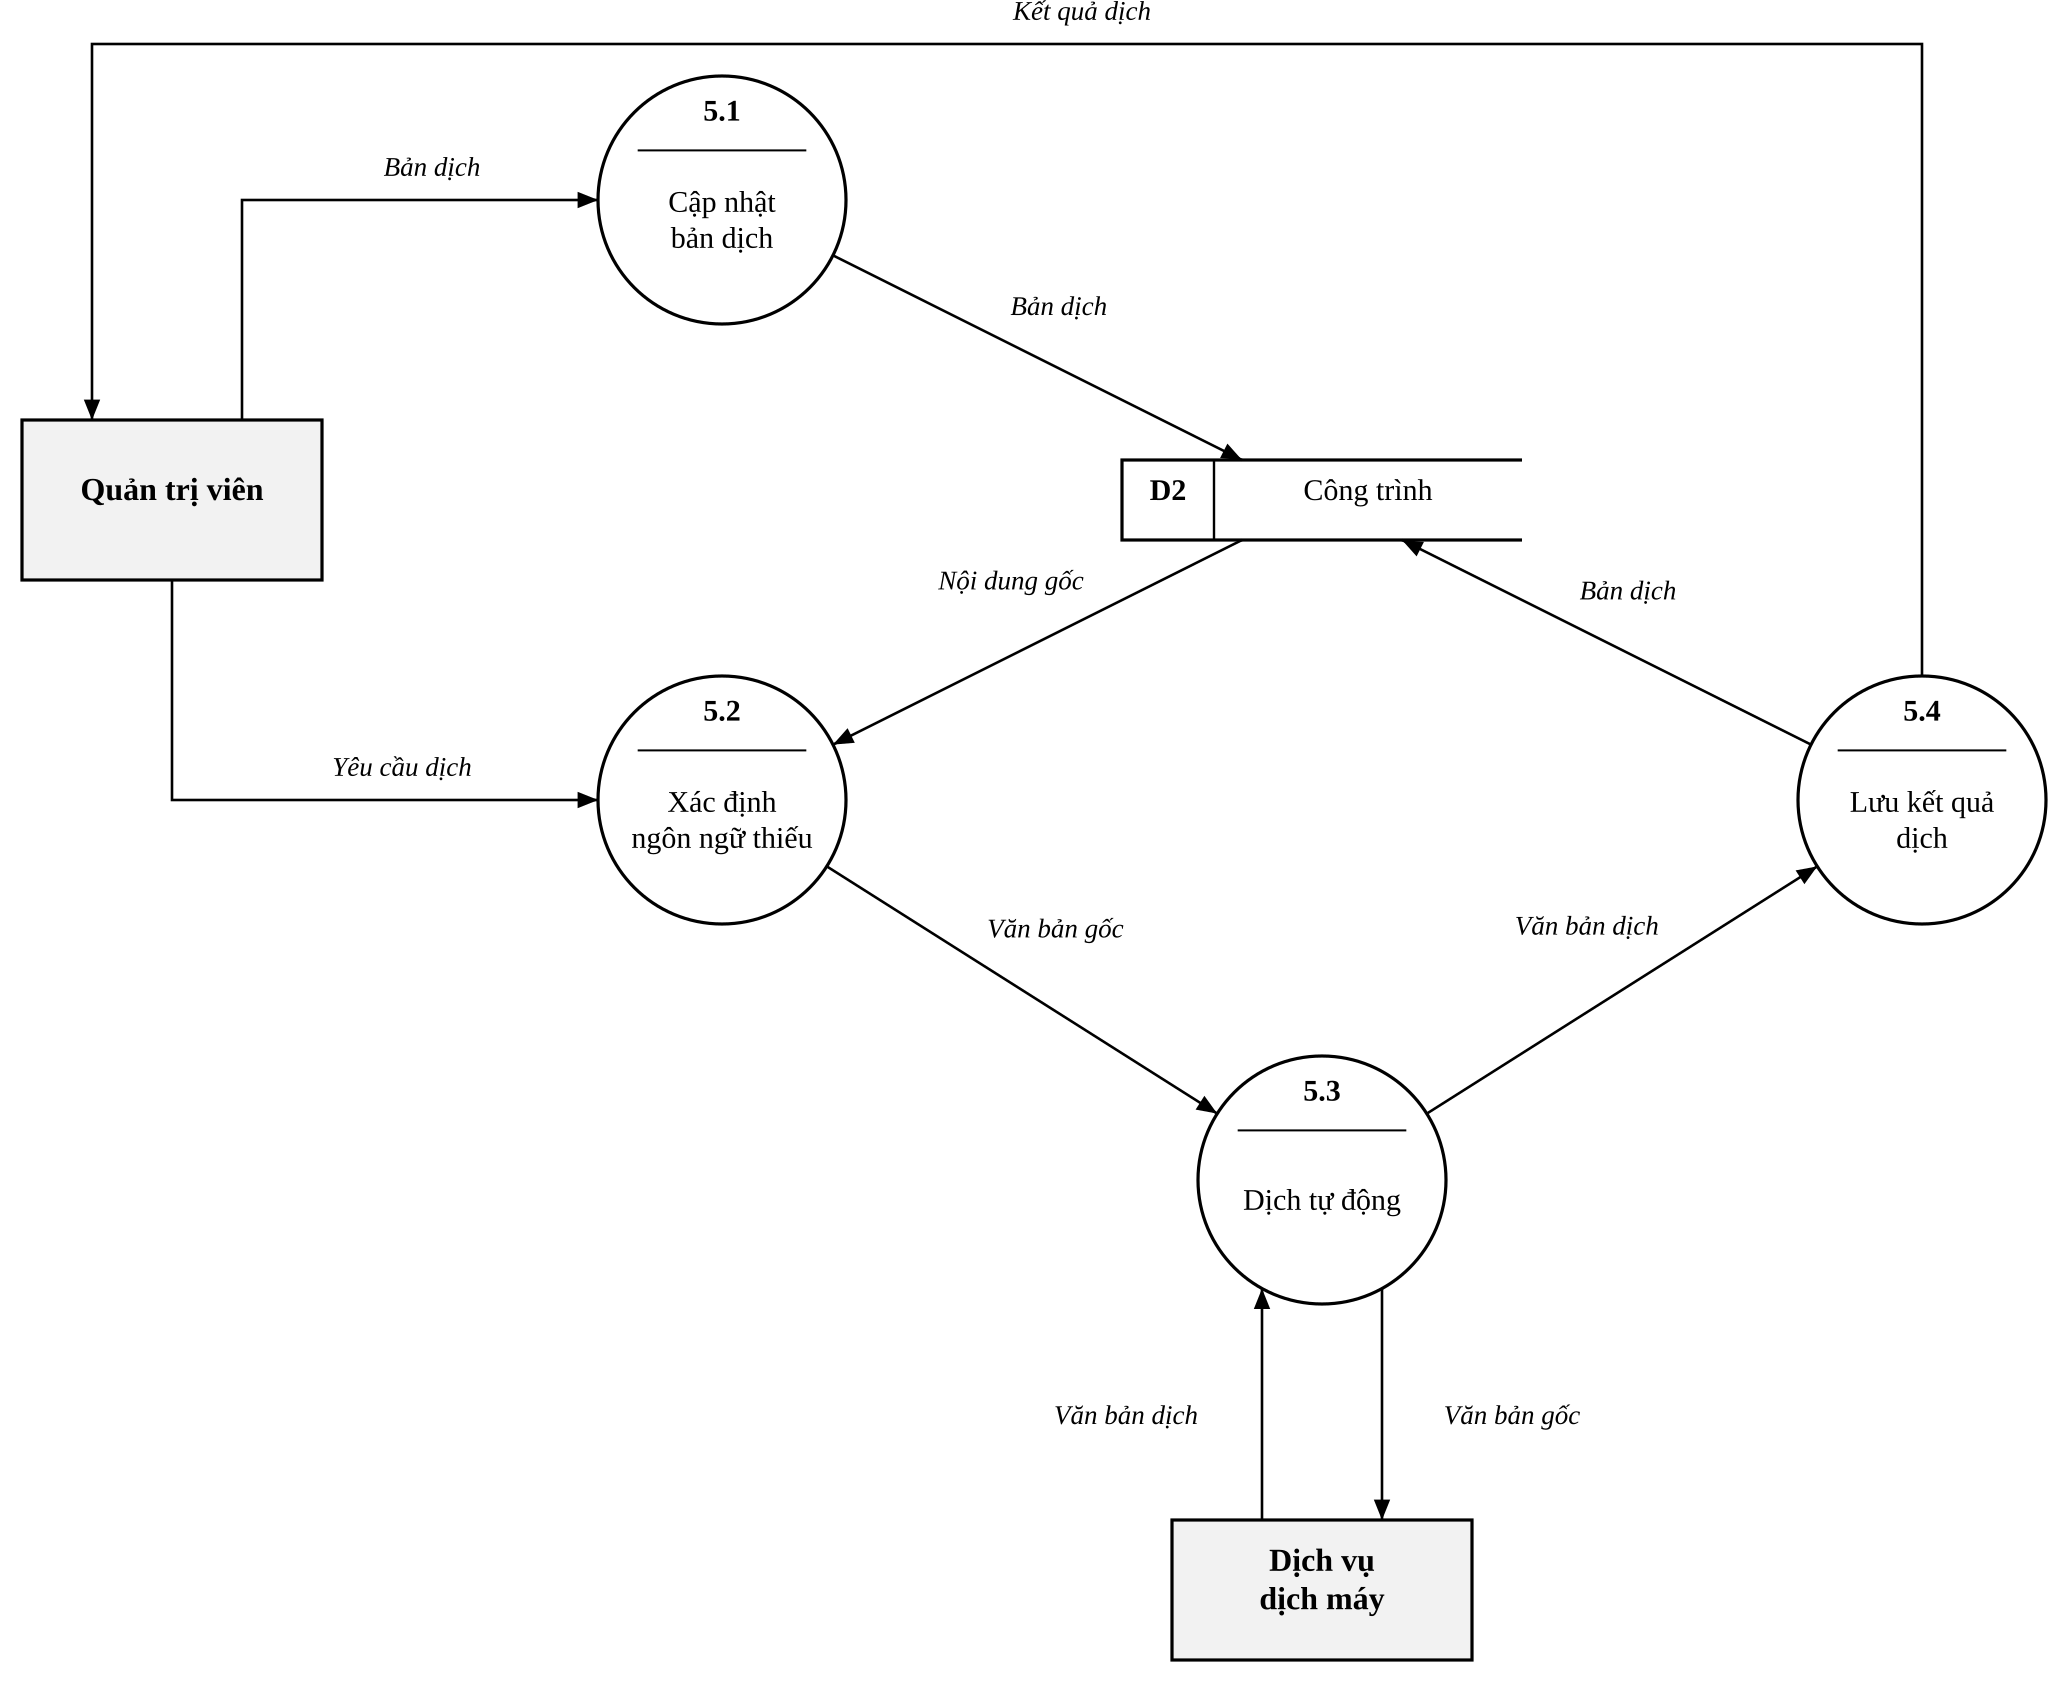 Kết quả dịch
5.1
Bản dịch
Cập nhật
bản dịch
Bản dịch
Quản trị viên
D2
Công trình
Nội dung gốc
Bản dịch
5.2
5.4
Yêu cầu dịch
Xác định
ngôn ngữ thiếu
Lưu kết quả
dịch
Văn bản gốc
Văn bản dịch
5.3
Dịch tự động
Văn bản dịch
Văn bản gốc
Dịch vụ
dịch máy